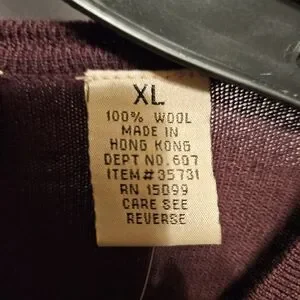 XL
100% WOOL
MADE IN
HONG KONG
DEPT NO.607
ITEM#35731
RN 15099
CARE SEE
REVERSE